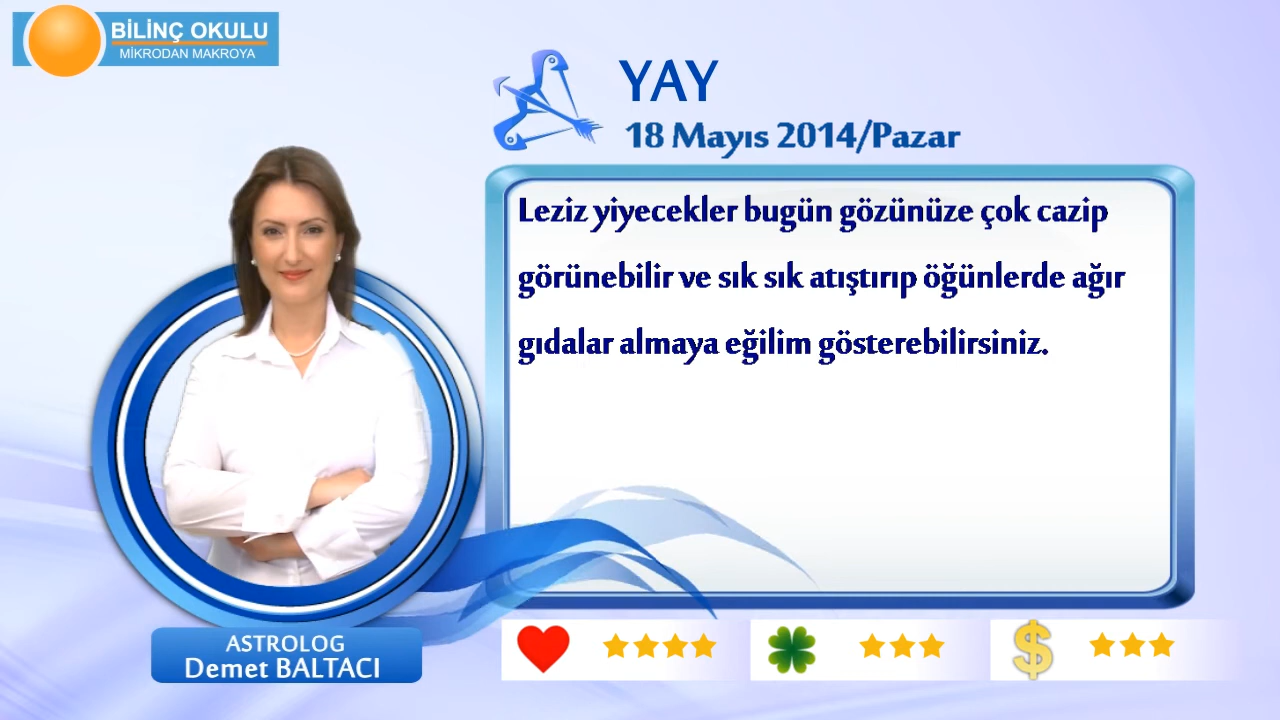 BİLİNÇ OKULU
MİKRODAN MAKROYA
YAY
18 Mayıs 2014/Pazar
Leziz yiyecekler bugün gözünüze çok cazip
görünebilir ve sık sık atıştırıp öğünlerde ağır
gıdalar almaya eğilim gösterebilirsiniz.
ASTROLOG
Demet BALTACI